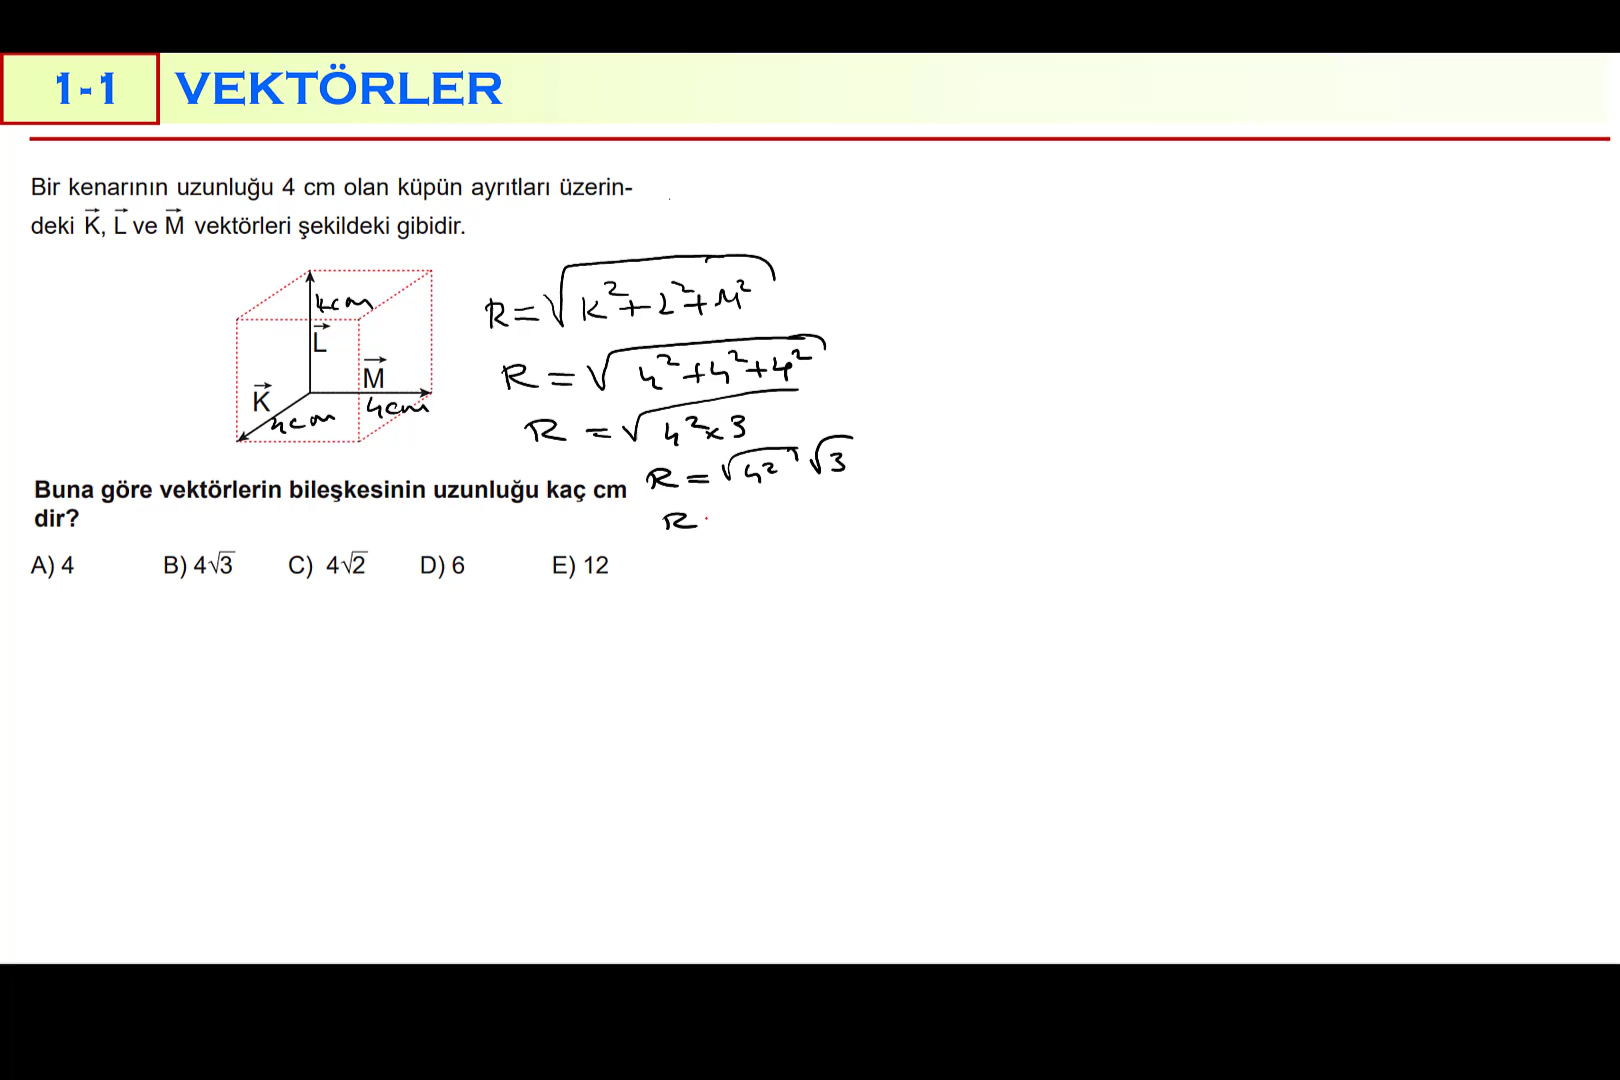 1-1 VEKTÖRLER
Bir kenarının uzunluğu 4 cm olan küpün ayrıtları üzerin-
deki K⃗, L⃗ ve M⃗ vektörleri şekildeki gibidir.
4cm
L⃗
M⃗
K⃗
4cm
4cm
R=√K²+L²+M²
R=√4²+4²+4²
R=√4²x3
R=√4² √3
R
Buna göre vektörlerin bileşkesinin uzunluğu kaç cm
dir?
A) 4 B) 4√3 C) 4√2 D) 6 E) 12